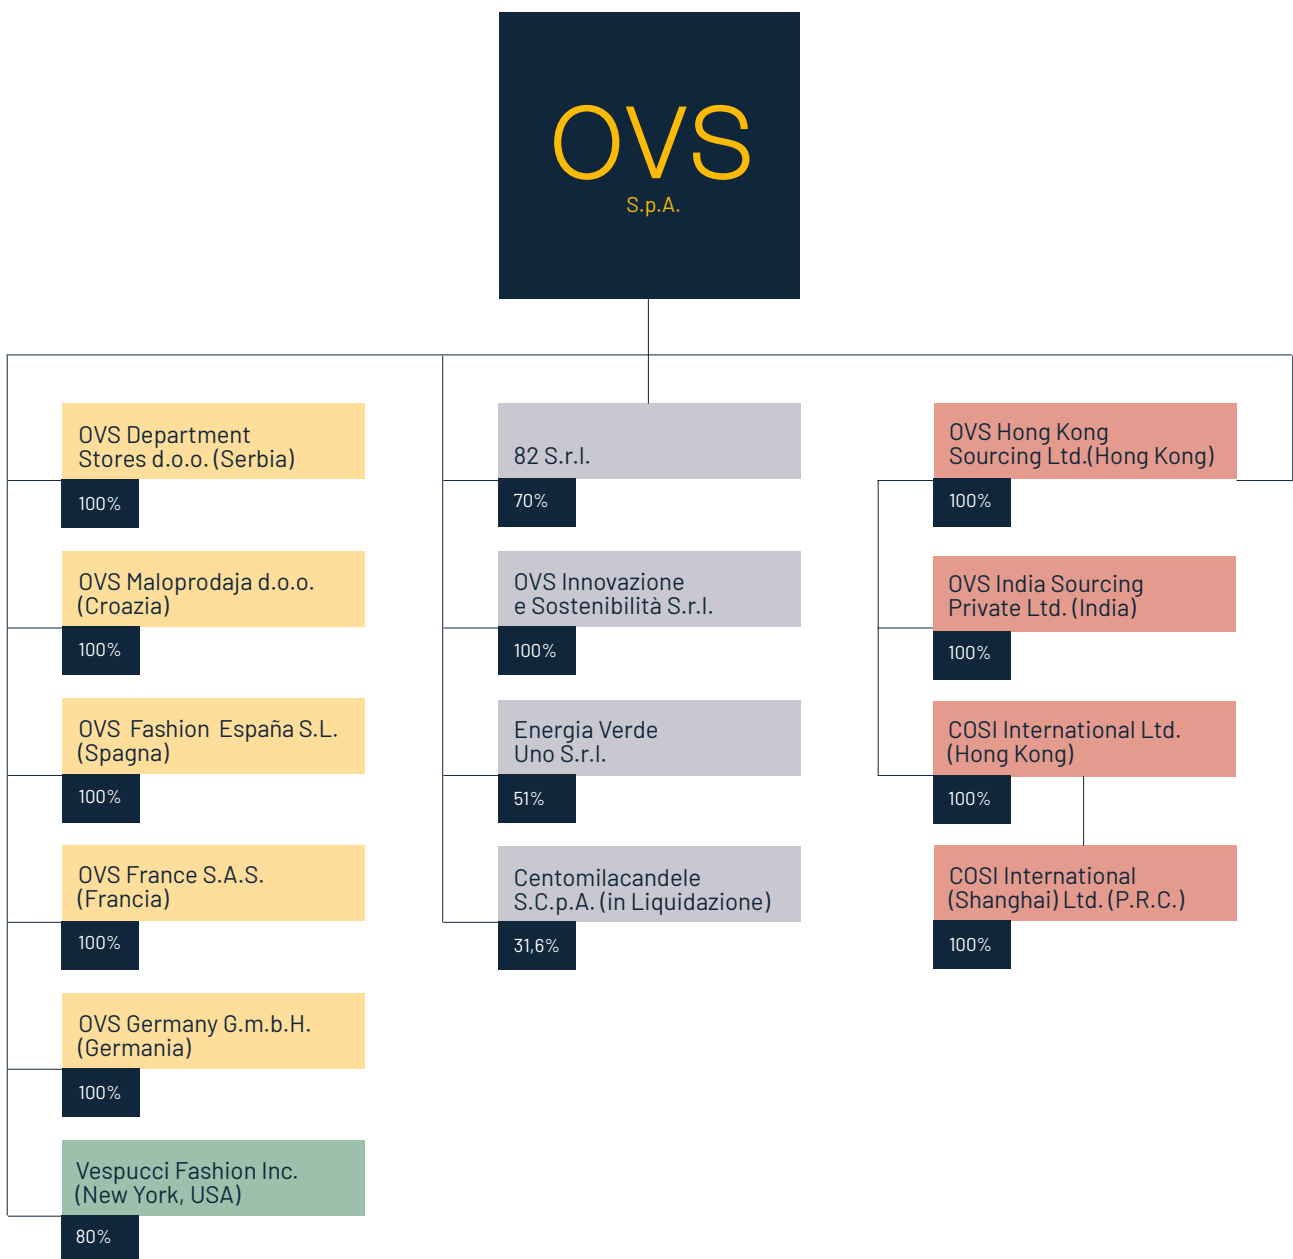 OVS
S.p.A.
OVS Department
Stores d.o.o. (Serbia)
100%
OVS Maloprodaja d.o.o.
(Croazia)
100%
OVS Fashion España S.L.
(Spagna)
100%
OVS France S.A.S.
(Francia)
100%
OVS Germany G.m.b.H.
(Germania)
100%
Vespucci Fashion Inc.
(New York, USA)
80%
82 S.r.l.
70%
OVS Innovazione
e Sostenibilità S.r.l.
100%
Energia Verde
Uno S.r.l.
51%
Centomilacandele
S.C.p.A. (in Liquidazione)
31,6%
OVS Hong Kong
Sourcing Ltd.(Hong Kong)
100%
OVS India Sourcing
Private Ltd. (India)
100%
COSI International Ltd.
(Hong Kong)
100%
COSI International
(Shanghai) Ltd. (P.R.C.)
100%